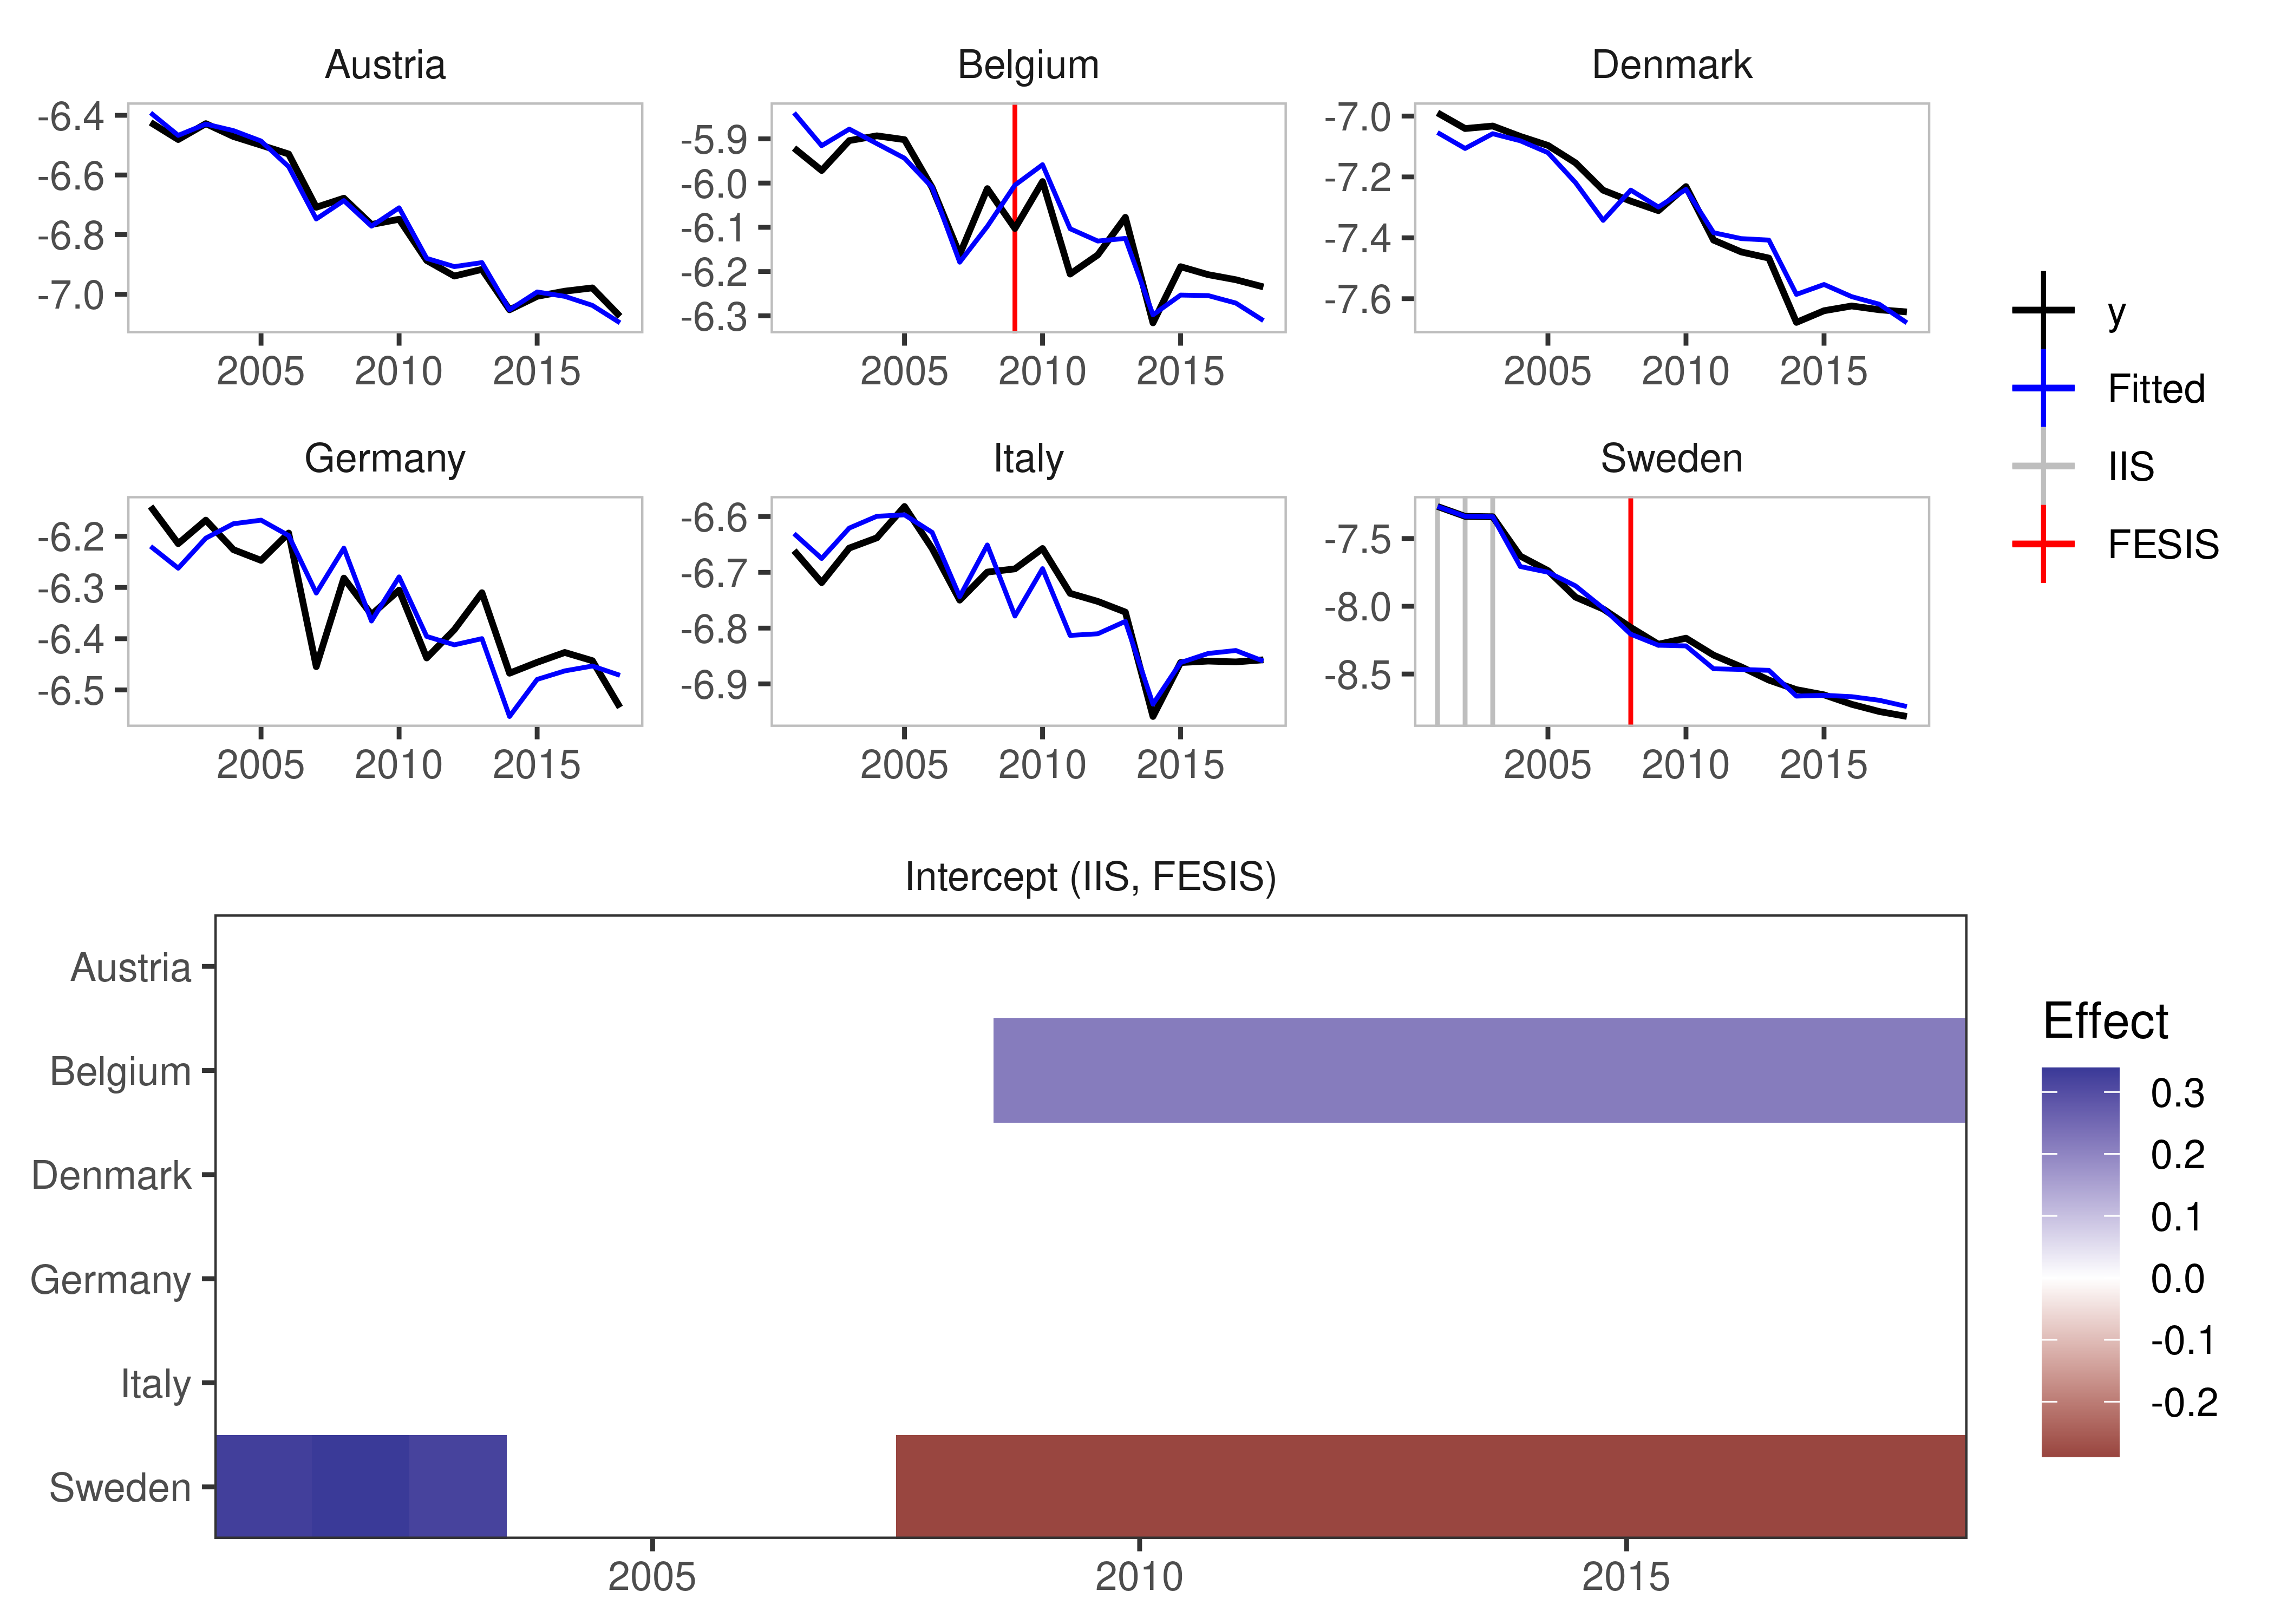 Austria
Belgium
Denmark
-6.4
-6.6
-6.8
-7.0
2005 2010 2015
-5.9
-6.0
-6.1
-6.2
-6.3
2005 2010 2015
-7.0
-7.2
-7.4
-7.6
2005 2010 2015
Germany
Italy
Sweden
-6.2
-6.3
-6.4
-6.5
2005 2010 2015
-6.6
-6.7
-6.8
-6.9
2005 2010 2015
-7.5
-8.0
-8.5
2005 2010 2015
y
Fitted
IIS
FESIS
Intercept (IIS, FESIS)
Austria
Belgium
Denmark
Germany
Italy
Sweden
2005 2010 2015
Effect
0.3
0.2
0.1
0.0
-0.1
-0.2